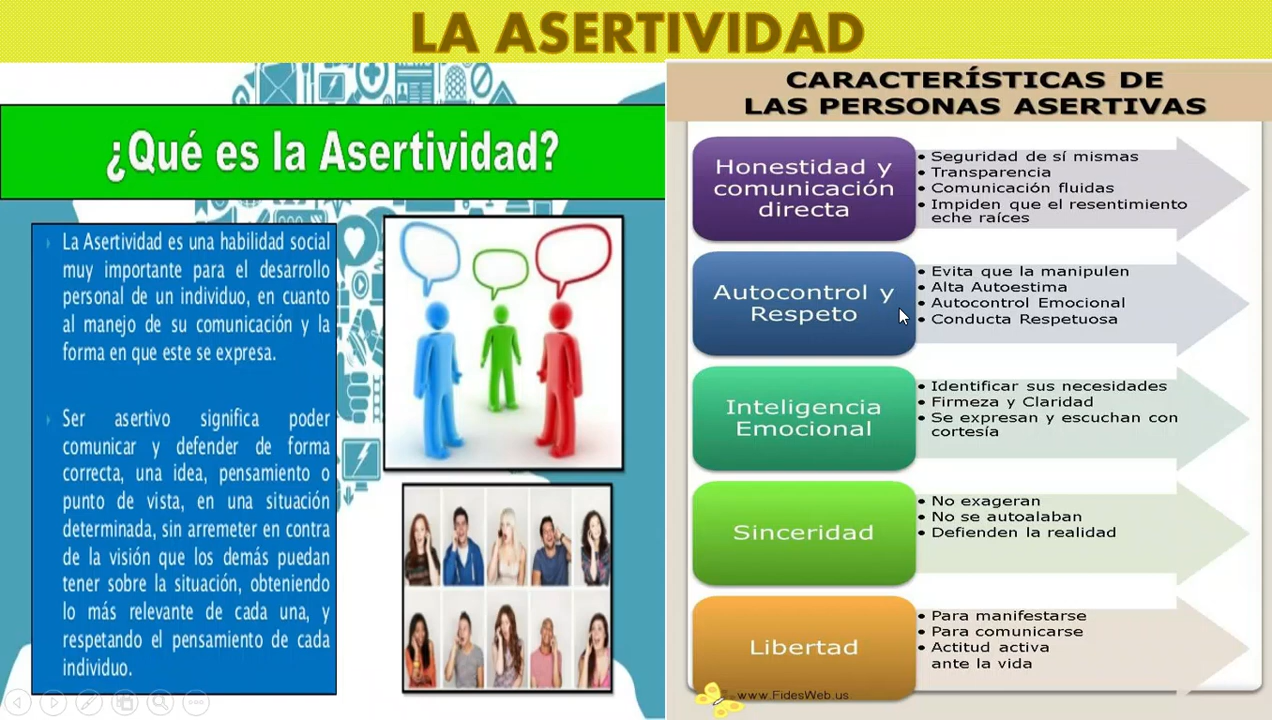 LA ASERTIVIDAD
¿Qué es la Asertividad?
La Asertividad es una habilidad social
muy importante para el desarrollo
personal de un individuo, en cuanto
al manejo de su comunicación y la
forma en que este se expresa.
Ser asertivo significa poder
comunicar y defender de forma
correcta, una idea, pensamiento o
punto de vista, en una situación
determinada, sin arremeter en contra
de la visión que los demás puedan
tener sobre la situación, obteniendo
lo más relevante de cada una, y
respetando el pensamiento de cada
individuo.
CARACTERÍSTICAS DE
LAS PERSONAS ASERTIVAS
Honestidad y
comunicación
directa
• Seguridad de sí mismas
• Transparencia
• Comunicación fluidas
• Impiden que el resentimiento
eche raíces
Autocontrol y
Respeto
• Evita que la manipulen
• Alta Autoestima
• Autocontrol Emocional
• Conducta Respetuosa
Inteligencia
Emocional
• Identificar sus necesidades
• Firmeza y Claridad
• Se expresan y escuchan con
cortesía
Sinceridad
• No exageran
• No se autoalaban
• Defienden la realidad
Libertad
• Para manifestarse
• Para comunicarse
• Actitud activa
ante la vida
www.FidesWeb.us